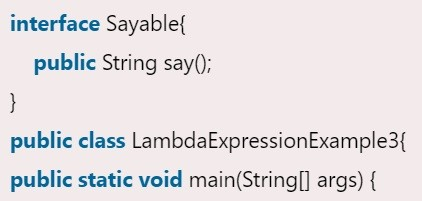 interface Sayable{
public String say();
}
public class LambdaExpressionExample3{
public static void main(String[] args) {